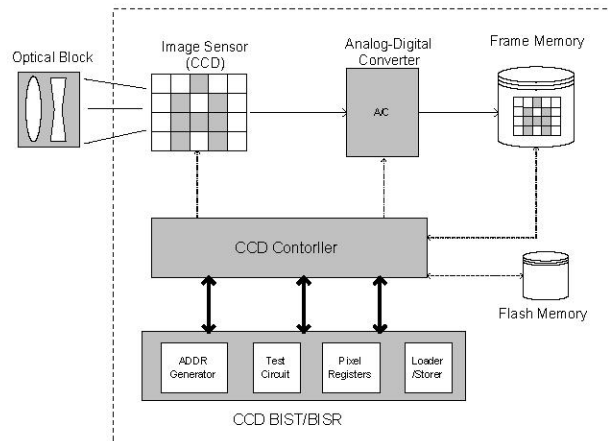 Optical Block
Image Sensor
(CCD)
Analog-Digital
Converter
Frame Memory
A/C
CCD Contorller
Flash Memory
ADDR
Generator
Test
Circuit
Pixel
Registers
Loader
/Storer
CCD BIST/BISR